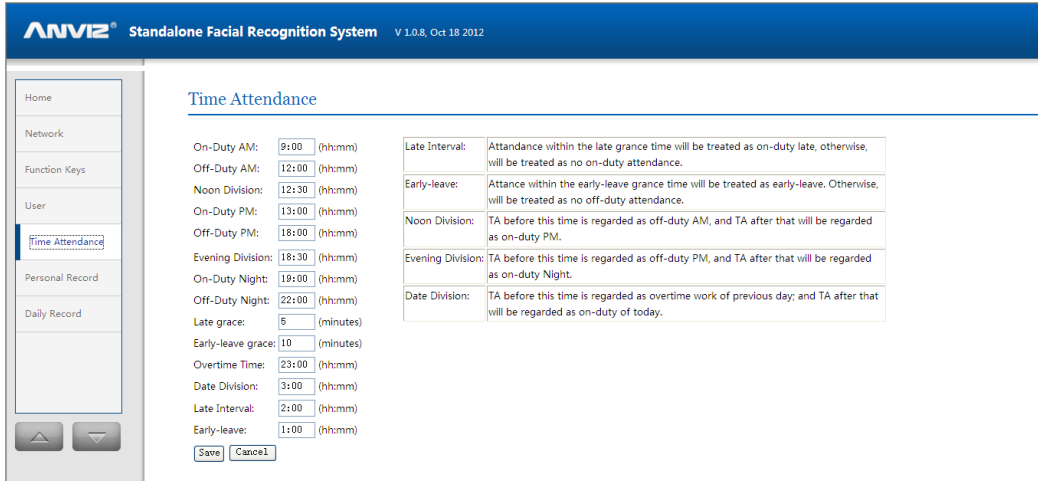 ANVIZ® Standalone Facial Recognition System V 1.0.8, Oct 18 2012
Home
Network
Function Keys
User
Time Attendance
Personal Record
Daily Record
Time Attendance
On-Duty AM: 9:00 (hh:mm)
Off-Duty AM: 12:00 (hh:mm)
Noon Division: 12:30 (hh:mm)
On-Duty PM: 13:00 (hh:mm)
Off-Duty PM: 18:00 (hh:mm)
Evening Division: 18:30 (hh:mm)
On-Duty Night: 19:00 (hh:mm)
Off-Duty Night: 22:00 (hh:mm)
Late grace: 5 (minutes)
Early-leave grace: 10 (minutes)
Overtime Time: 23:00 (hh:mm)
Date Division: 3:00 (hh:mm)
Late Interval: 2:00 (hh:mm)
Early-leave: 1:00 (hh:mm)
Save Cancel
Late Interval: Attandance within the late grance time will be treated as on-duty late, otherwise,
will be treated as no on-duty attendance.
Early-leave: Attance within the early-leave grance time will be treated as early-leave. Otherwise,
will be treated as no off-duty attendance.
Noon Division: TA before this time is regarded as off-duty AM, and TA after that will be regarded
as on-duty PM.
Evening Division: TA before this time is regarded as off-duty PM, and TA after that will be regarded
as on-duty Night.
Date Division: TA before this time is regarded as overtime work of previous day; and TA after that
will be regarded as on-duty of today.